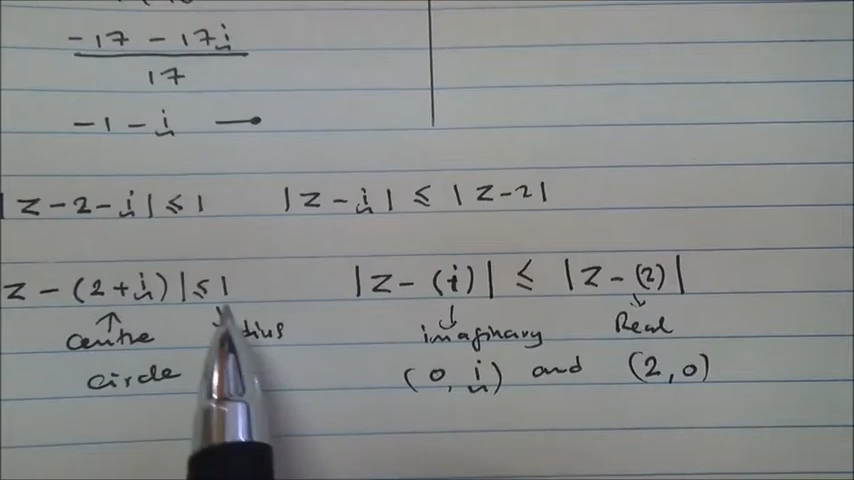 -17 - 17i
17
-1 - i
|z-2-i| ≤ 1 |z-i| ≤ |z-2|
z-(2+i)| ≤ 1 |z-(i)| ≤ |z-(2)|
centre imaginary Real
circle (0, i) and (2,0)